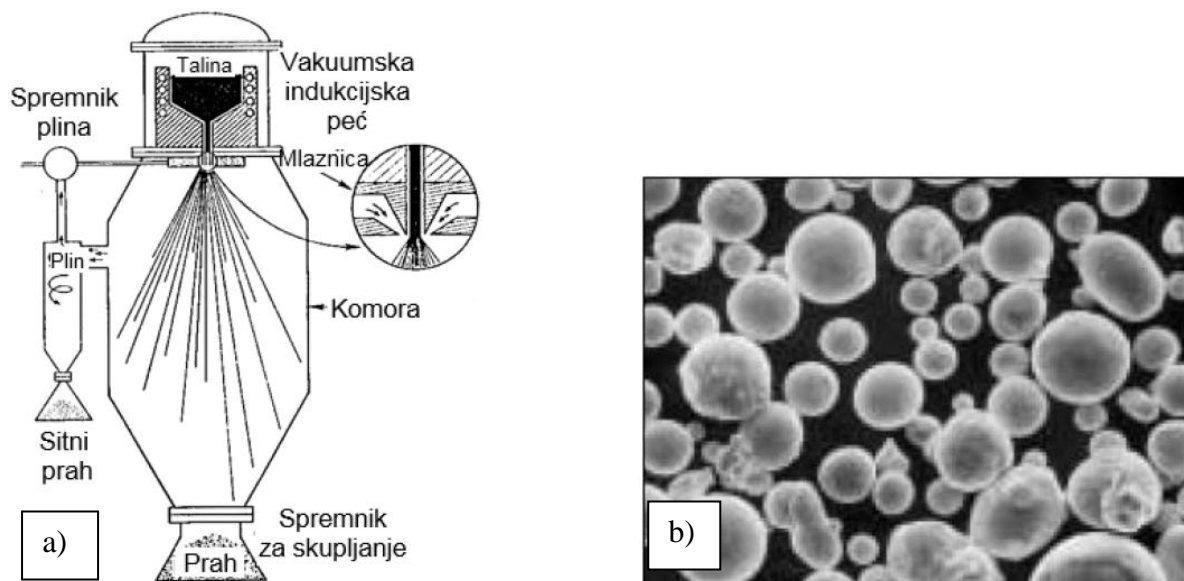 Talina
Vakuumska
indukcijska
peć
Spremnik
plina
Mlaznica
Plin
Komora
Sitni
prah
Spremnik
za skupljanje
Prah
a)
b)